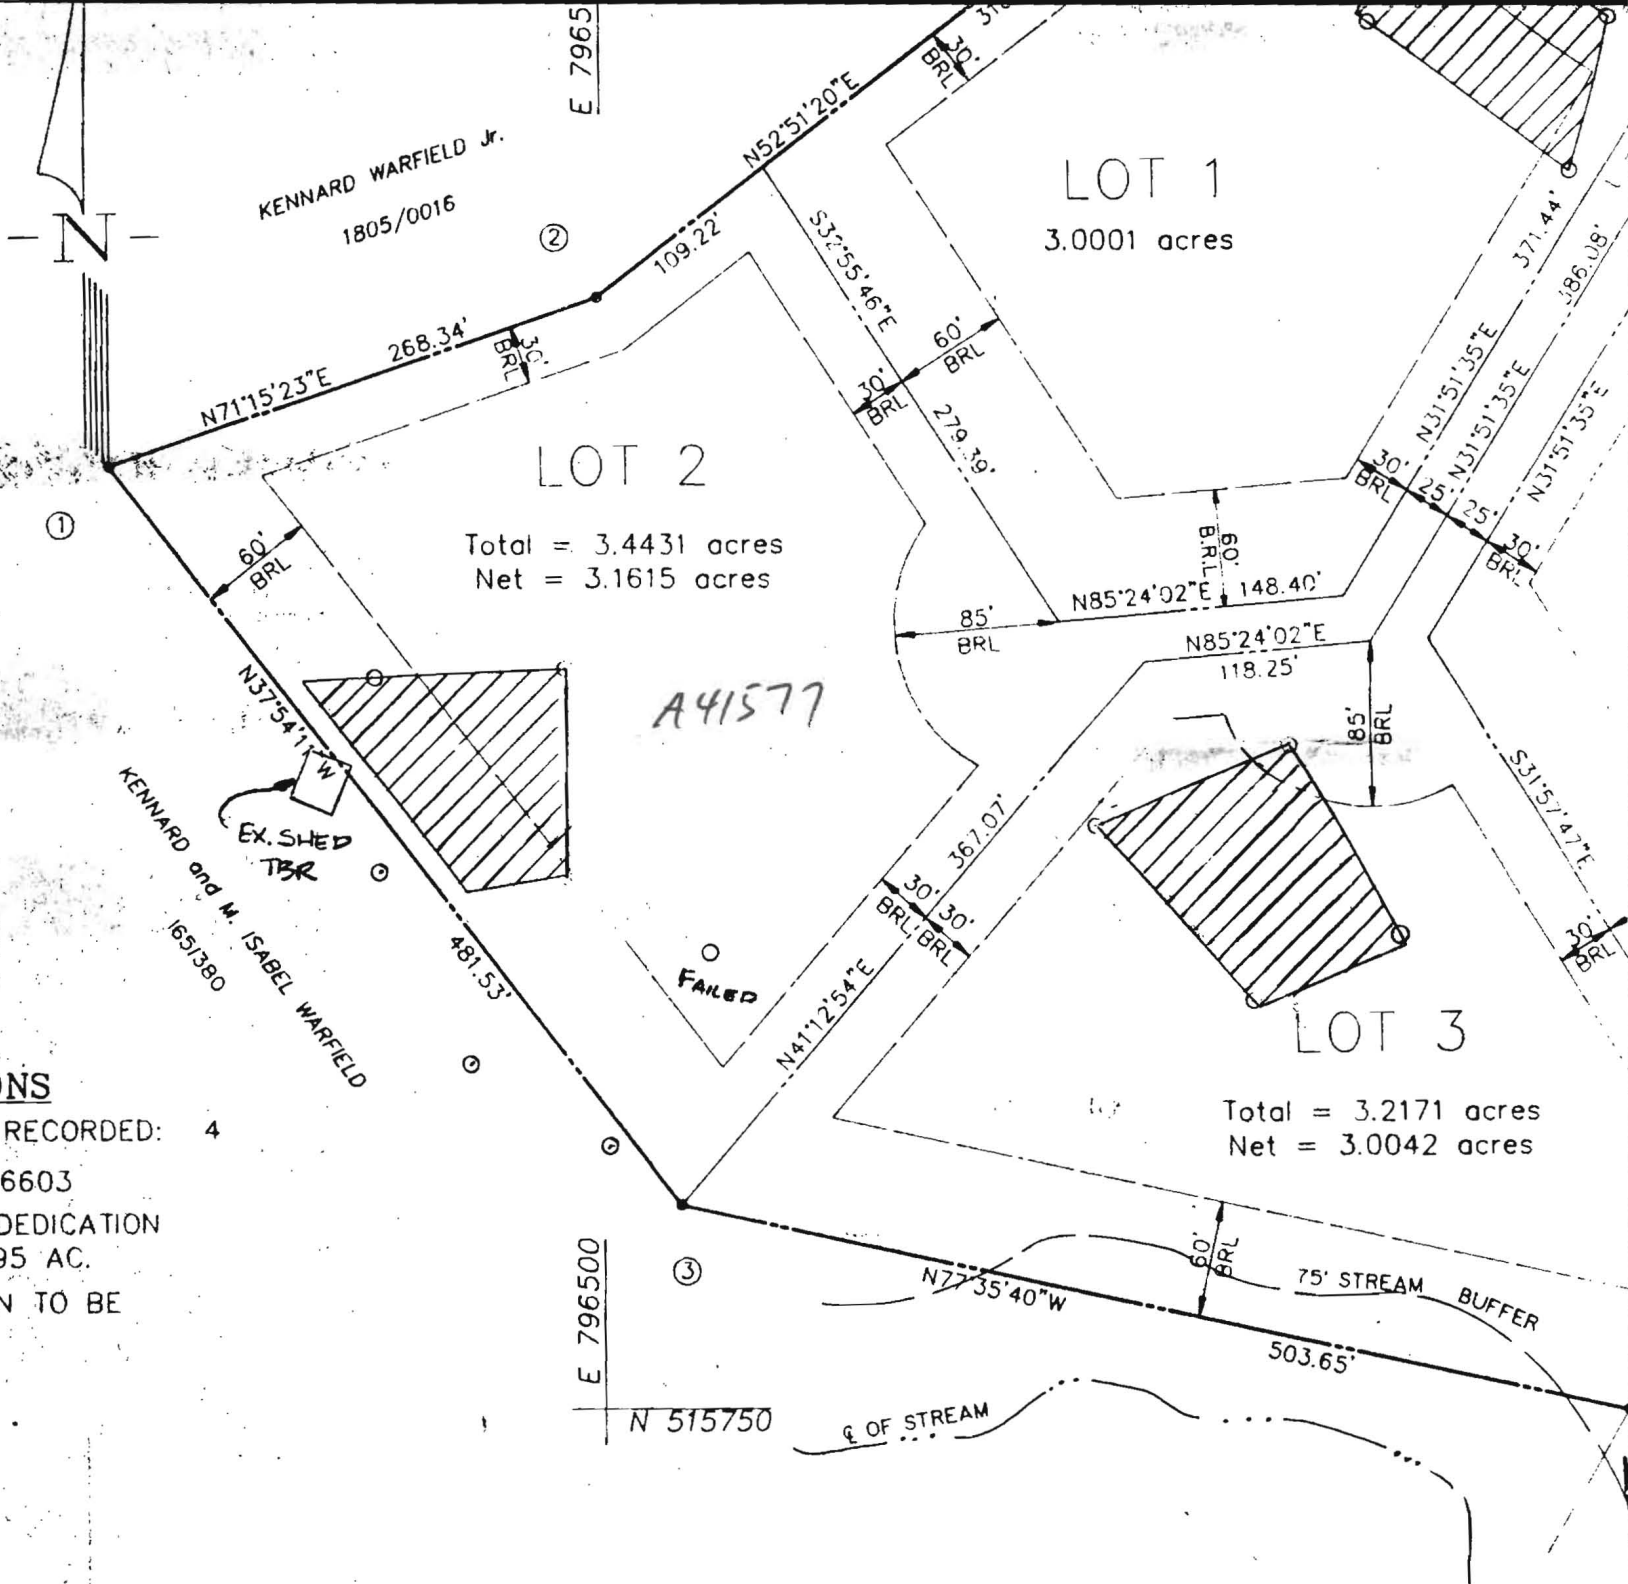 E 7965
30'
BRL
N52°51'20"E
KENNARD WARFIELD Jr.
1805/0016
-N-
②
109.22'
LOT 1
3.0001 acres
S32°55'46"E
371.44'
268.34'
30'
BRL
N71°15'23"E
60'
BRL
30'
BRL
279.39'
N31°51'35"E
N31°51'35"E
N31°51'35"E
LOT 2
Total = 3.4431 acres
Net = 3.1615 acres
①
60'
BRL
30'
BRL
25'
25'
30'
BRL
60'
B.R.L
N85°24'02"E 148.40'
85'
BRL
N85°24'02"E
118.25'
A41577
85'
BRL
W
EX. SHED
TBR
KENNARD and M. ISABEL WARFIELD
165/380
481.53'
367.07'
S31°57'47"E
30'
BRL
30'
BRL
30'
BRL
FAILED
N41°12'54"E
LOT 3
Total = 3.2171 acres
Net = 3.0042 acres
ONS
RECORDED: 4
6603
DEDICATION
95 AC.
N TO BE
③
60'
BRL
N77°35'40"W
75' STREAM BUFFER
503.65'
E 796500
N 515750
℄ OF STREAM